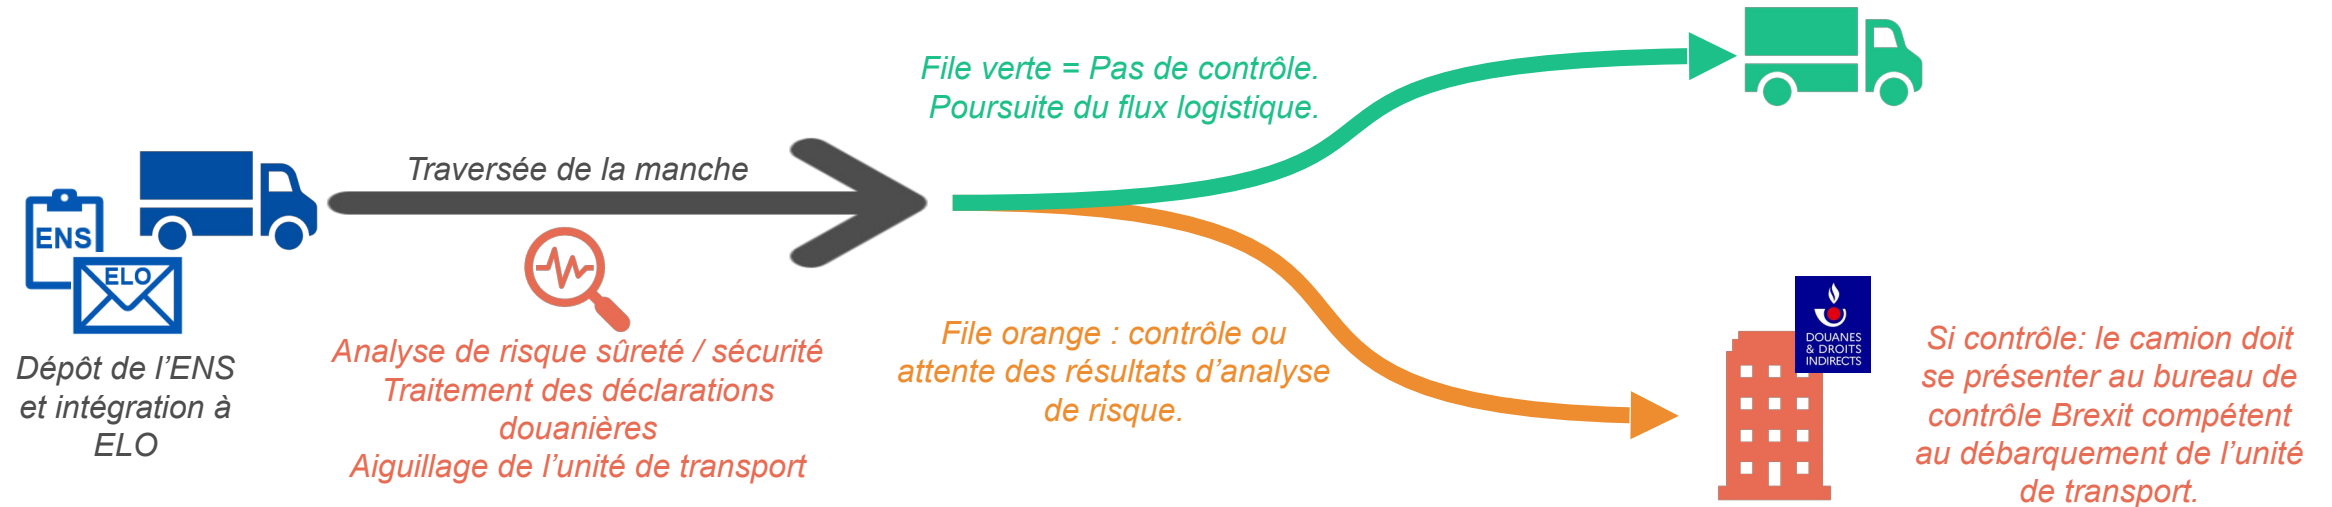 ENS
ELO
Dépôt de l’ENS
et intégration à
ELO
Traversée de la manche
Analyse de risque sûreté / sécurité
Traitement des déclarations
douanières
Aiguillage de l’unité de transport
File verte = Pas de contrôle.
Poursuite du flux logistique.
File orange : contrôle ou
attente des résultats d’analyse
de risque.
DOUANES
& DROITS
INDIRECTS
Si contrôle: le camion doit
se présenter au bureau de
contrôle Brexit compétent
au débarquement de l’unité
de transport.